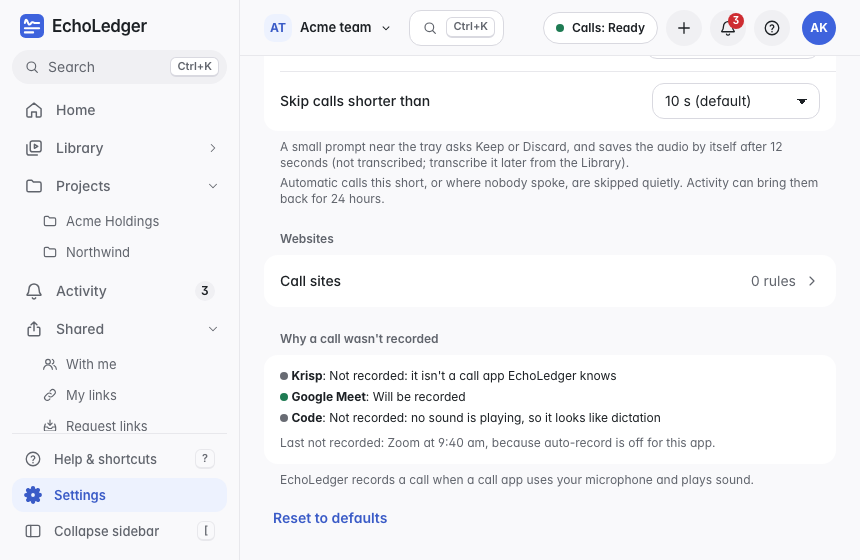 EchoLedger
Search Ctrl+K
Home
Library
Projects
Acme Holdings
Northwind
Activity 3
Shared
With me
My links
Request links
Help & shortcuts ?
Settings
Collapse sidebar [
AT Acme team Ctrl+K Calls: Ready 3 AK
Skip calls shorter than 10 s (default)
A small prompt near the tray asks Keep or Discard, and saves the audio by itself after 12
seconds (not transcribed; transcribe it later from the Library).
Automatic calls this short, or where nobody spoke, are skipped quietly. Activity can bring them
back for 24 hours.
Websites
Call sites 0 rules
Why a call wasn't recorded
Krisp: Not recorded: it isn't a call app EchoLedger knows
Google Meet: Will be recorded
Code: Not recorded: no sound is playing, so it looks like dictation
Last not recorded: Zoom at 9:40 am, because auto-record is off for this app.
EchoLedger records a call when a call app uses your microphone and plays sound.
Reset to defaults